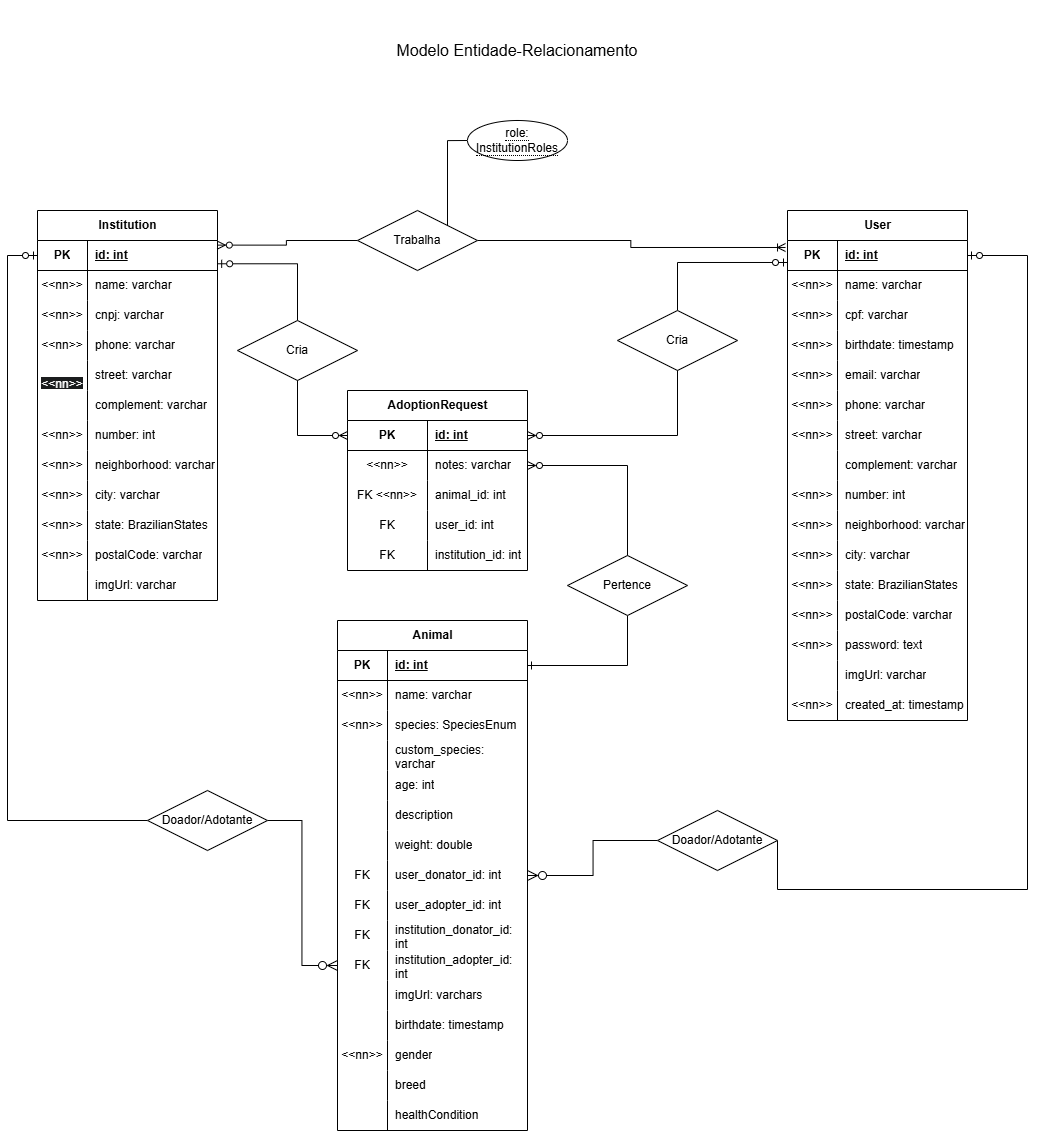 Modelo Entidade-Relacionamento
role:
InstitutionRoles
Trabalha
Institution
PK id: int
<<nn>> name: varchar
<<nn>> cnpj: varchar
<<nn>> phone: varchar
<<nn>> street: varchar
complement: varchar
<<nn>> number: int
<<nn>> neighborhood: varchar
<<nn>> city: varchar
<<nn>> state: BrazilianStates
<<nn>> postalCode: varchar
imgUrl: varchar
User
PK id: int
<<nn>> name: varchar
<<nn>> cpf: varchar
<<nn>> birthdate: timestamp
<<nn>> email: varchar
<<nn>> phone: varchar
<<nn>> street: varchar
complement: varchar
<<nn>> number: int
<<nn>> neighborhood: varchar
<<nn>> city: varchar
<<nn>> state: BrazilianStates
<<nn>> postalCode: varchar
<<nn>> password: text
imgUrl: varchar
<<nn>> created_at: timestamp
Cria
Cria
AdoptionRequest
PK id: int
<<nn>> notes: varchar
FK <<nn>> animal_id: int
FK user_id: int
FK institution_id: int
Pertence
Animal
PK id: int
<<nn>> name: varchar
<<nn>> species: SpeciesEnum
custom_species:
varchar
age: int
description
weight: double
FK user_donator_id: int
FK user_adopter_id: int
FK institution_donator_id:
int
FK institution_adopter_id:
int
imgUrl: varchars
birthdate: timestamp
<<nn>> gender
breed
healthCondition
Doador/Adotante
Doador/Adotante